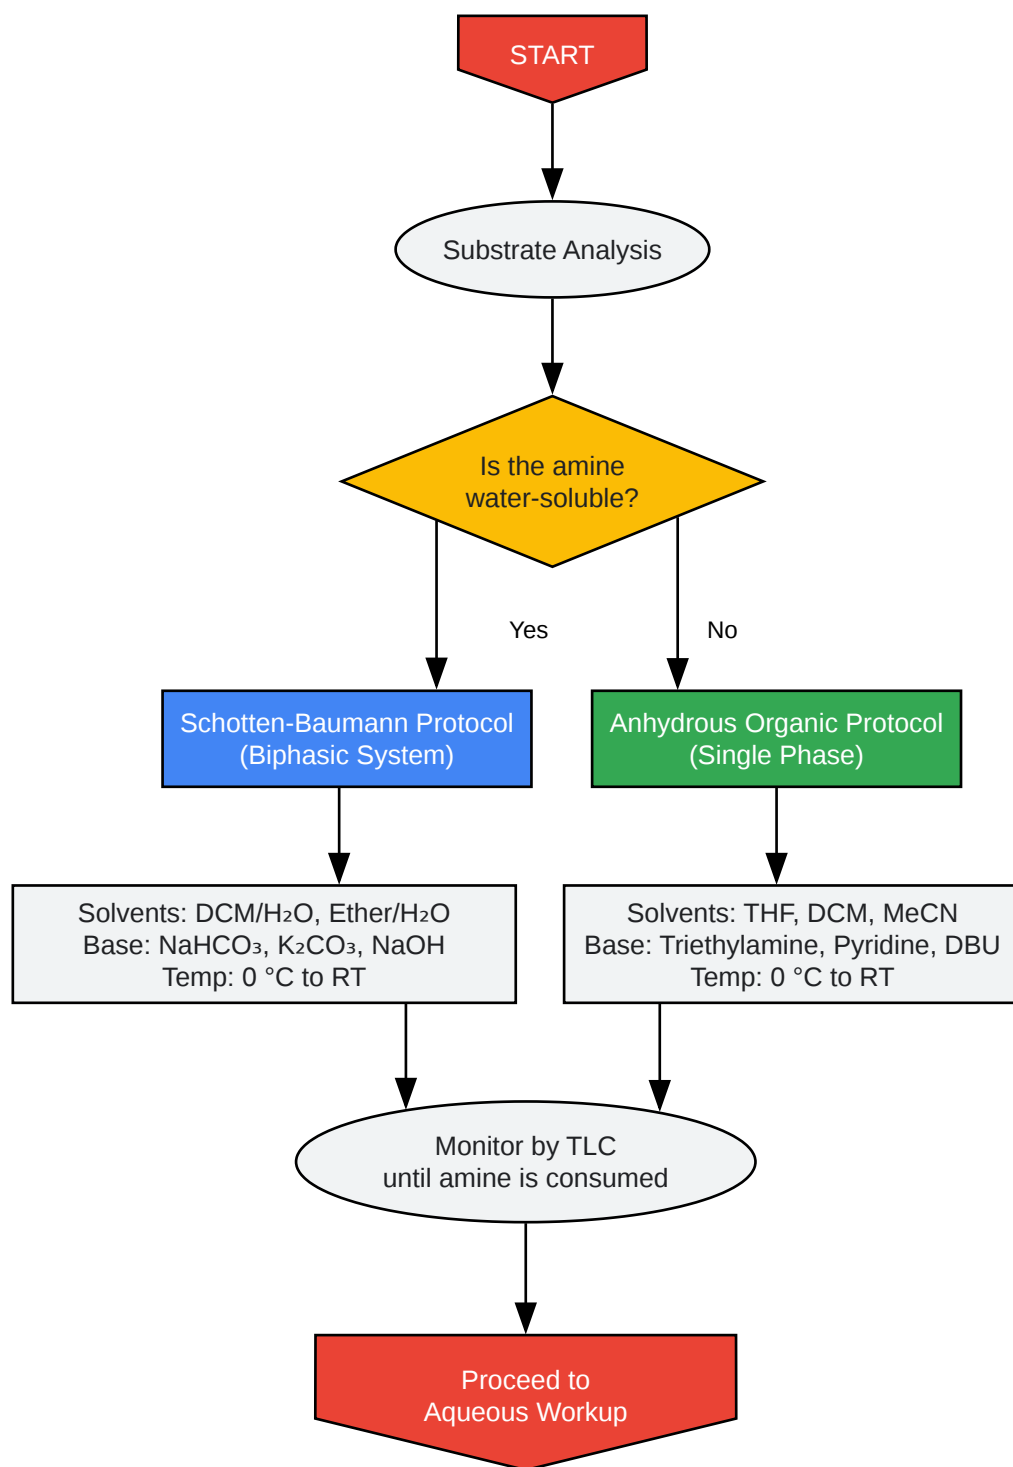 START
Substrate Analysis
Is the amine
water-soluble?
Yes
No
Schotten-Baumann Protocol
(Biphasic System)
Anhydrous Organic Protocol
(Single Phase)
Solvents: DCM/H₂O, Ether/H₂O
Base: NaHCO₃, K₂CO₃, NaOH
Temp: 0 °C to RT
Solvents: THF, DCM, MeCN
Base: Triethylamine, Pyridine, DBU
Temp: 0 °C to RT
Monitor by TLC
until amine is consumed
Proceed to
Aqueous Workup